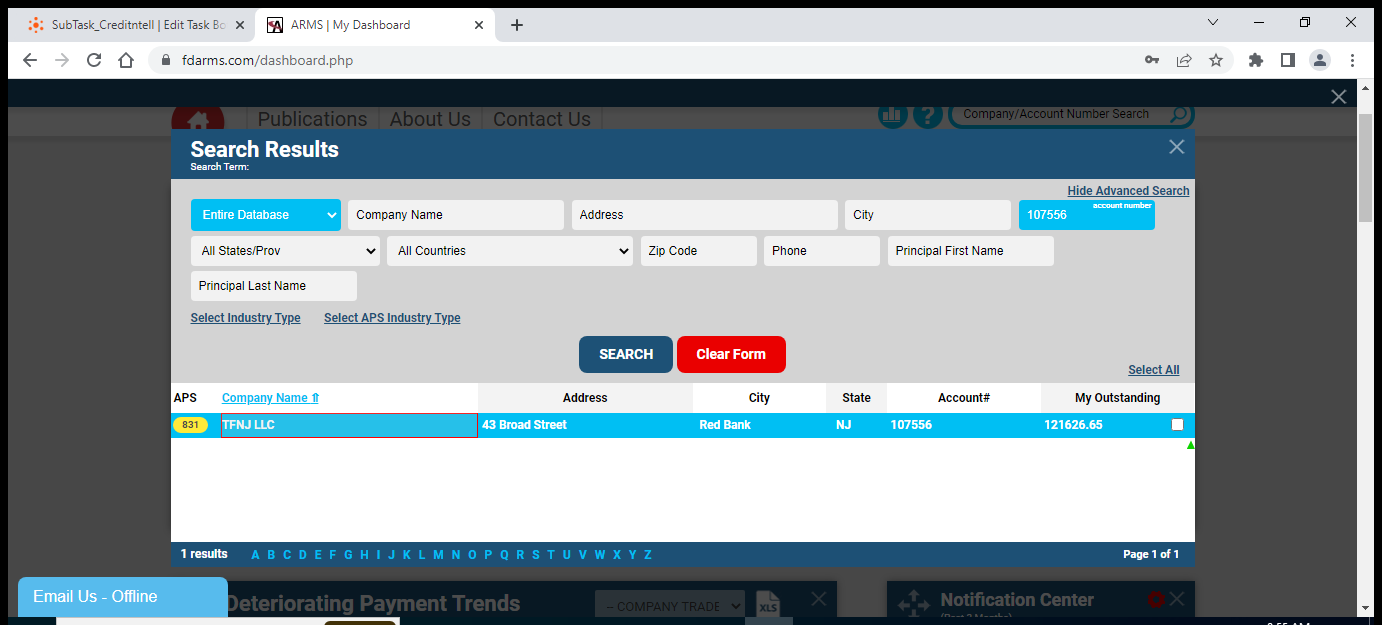 SubTask_Creditntell | Edit Task Bo
ARMS | My Dashboard
fdarms.com/dashboard.php
Publications About Us Contact Us
Company/Account Number Search
Search Results
Search Term:
Hide Advanced Search
Entire Database Company Name Address City account number 107556
All States/Prov All Countries Zip Code Phone Principal First Name
Principal Last Name
Select Industry Type Select APS Industry Type
SEARCH Clear Form
Select All
APS Company Name ⇑ Address City State Account# My Outstanding
831 TFNJ LLC 43 Broad Street Red Bank NJ 107556 121626.65
1 results A B C D E F G H I J K L M N O P Q R S T U V W X Y Z Page 1 of 1
Email Us - Offline
Deteriorating Payment Trends -- COMPANY TRADE XLS Notification Center